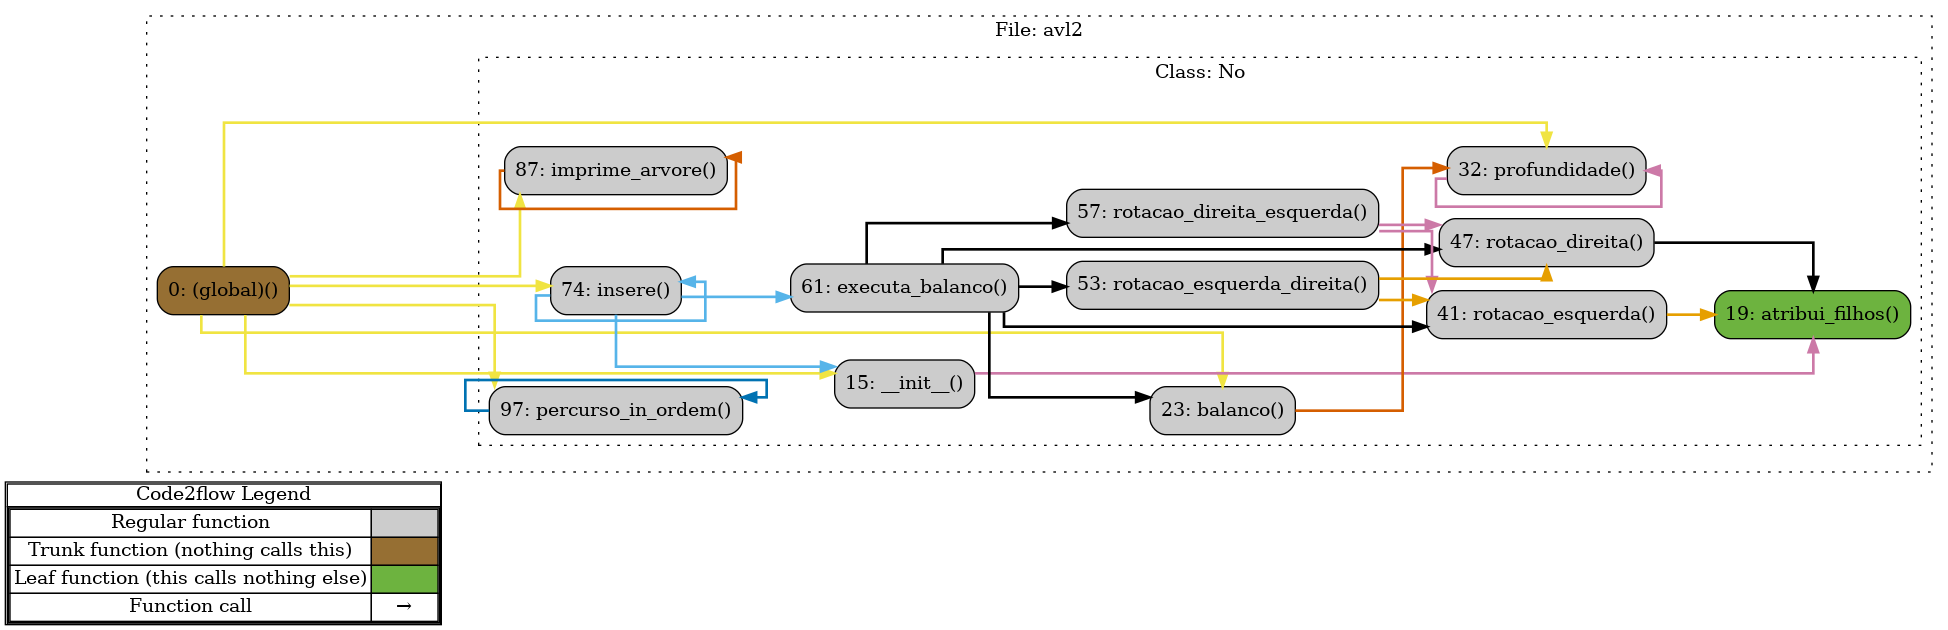 File: avl2
Class: No
87: imprime_arvore()
32: profundidade()
57: rotacao_direita_esquerda()
47: rotacao_direita()
0: (global)()
74: insere()
61: executa_balanco()
53: rotacao_esquerda_direita()
41: rotacao_esquerda()
19: atribui_filhos()
15: __init__()
97: percurso_in_ordem()
23: balanco()
Code2flow Legend
Regular function
Trunk function (nothing calls this)
Leaf function (this calls nothing else)
Function call →